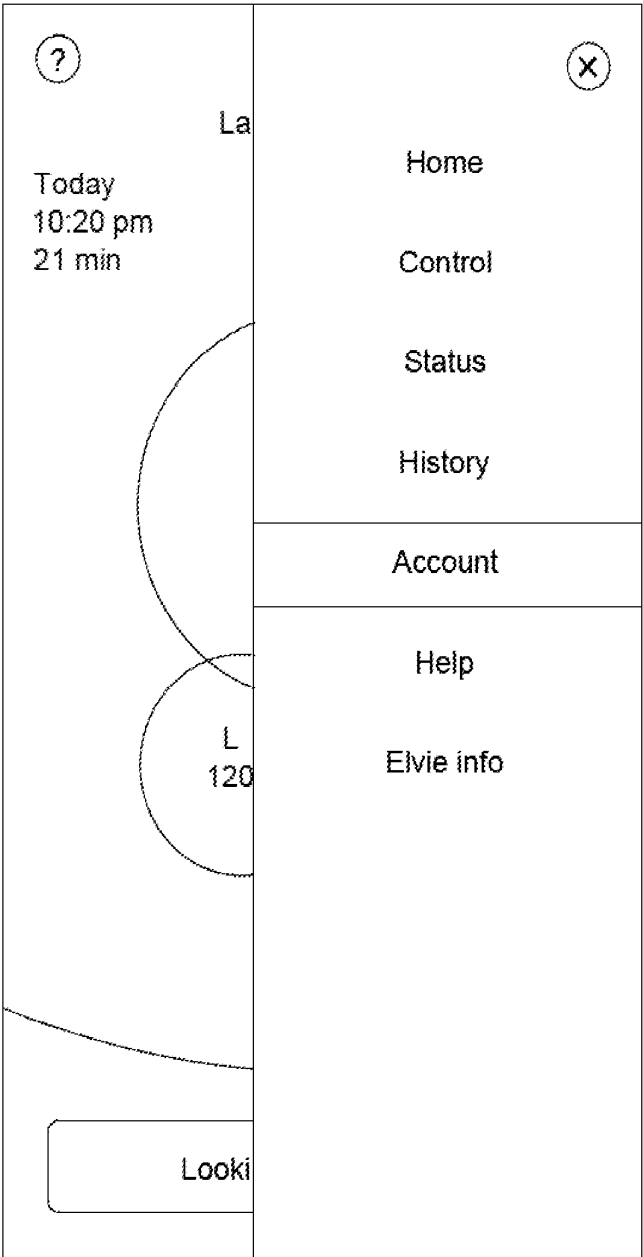 ?
La
Today
10:20 pm
21 min
L
120
Looki
X
Home
Control
Status
History
Account
Help
Elvie info